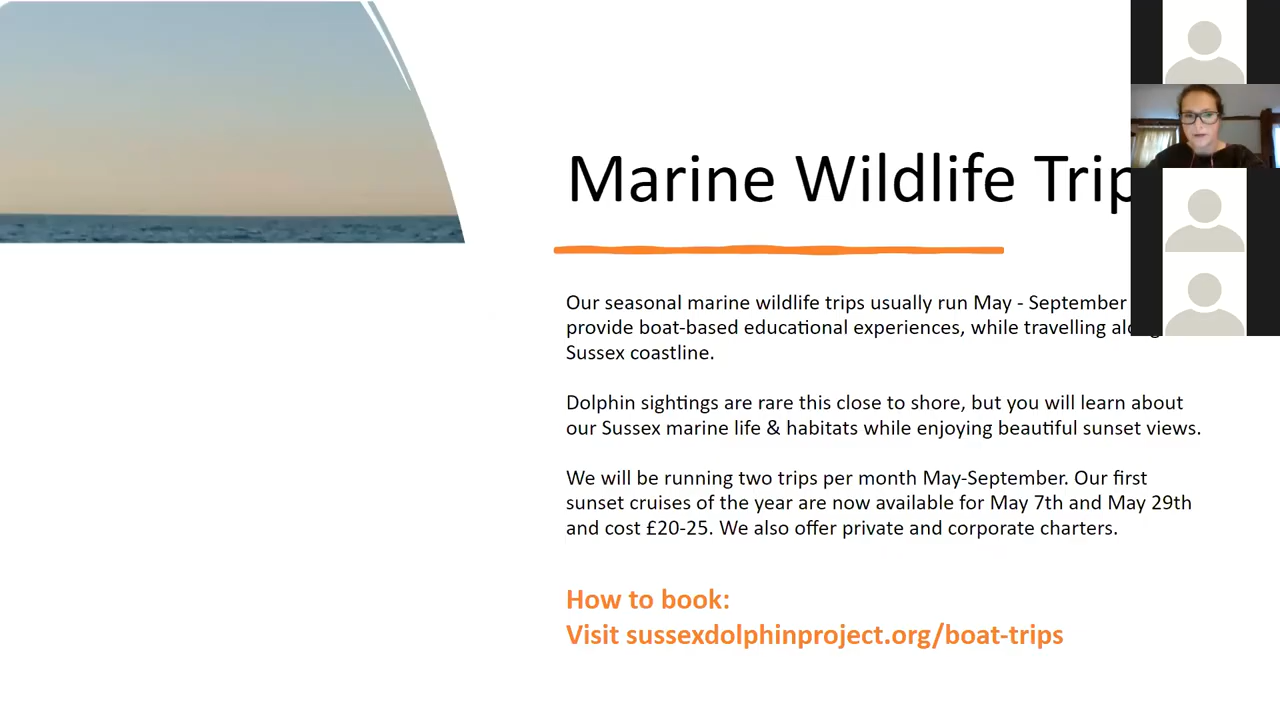 Marine Wildlife Trip
Our seasonal marine wildlife trips usually run May - September
provide boat-based educational experiences, while travelling along
Sussex coastline.
Dolphin sightings are rare this close to shore, but you will learn about
our Sussex marine life & habitats while enjoying beautiful sunset views.
We will be running two trips per month May-September. Our first
sunset cruises of the year are now available for May 7th and May 29th
and cost £20-25. We also offer private and corporate charters.
How to book:
Visit sussexdolphinproject.org/boat-trips